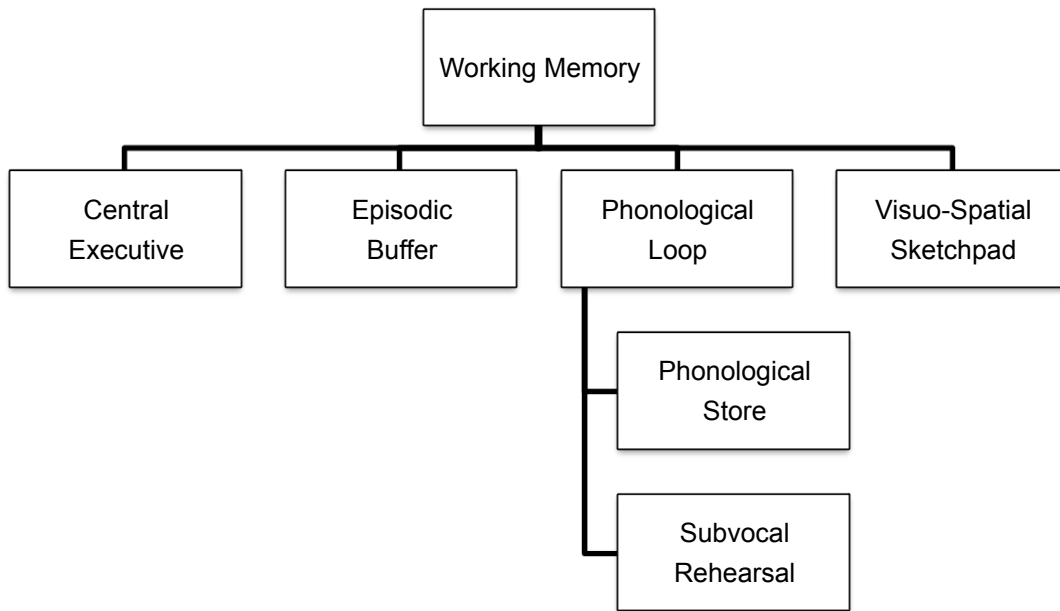 Working Memory
Central
Executive
Episodic
Buffer
Phonological
Loop
Visuo-Spatial
Sketchpad
Phonological
Store
Subvocal
Rehearsal